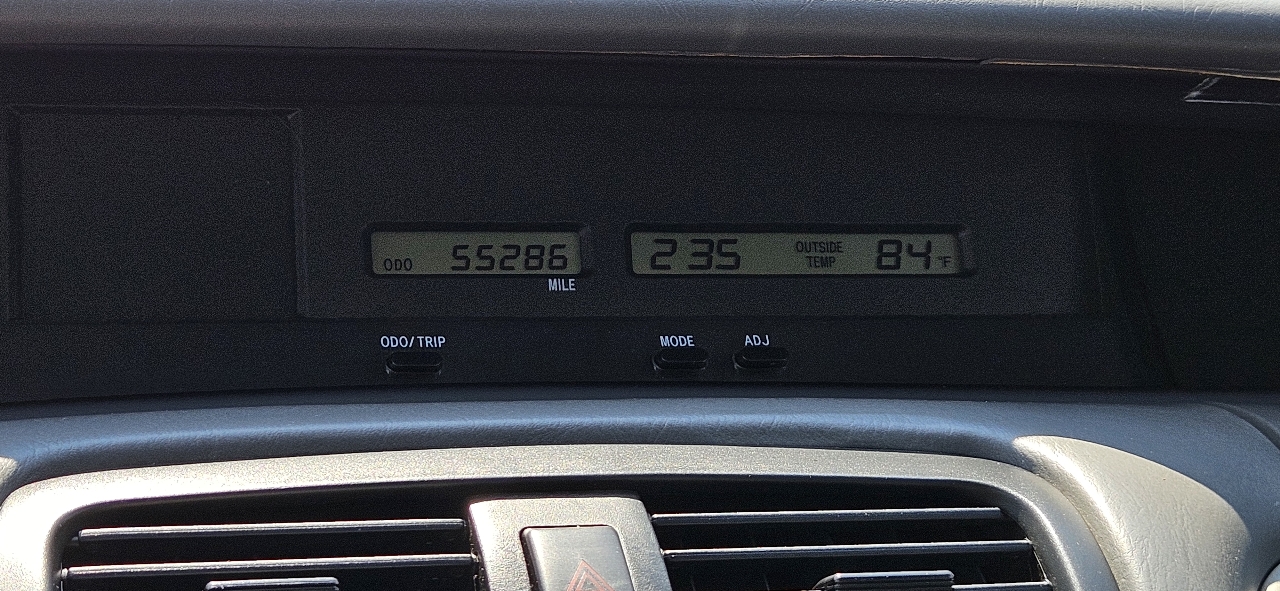 ODO 55286
MILE
2 35 OUTSIDE TEMP 84°F
ODO/TRIP
MODE ADJ